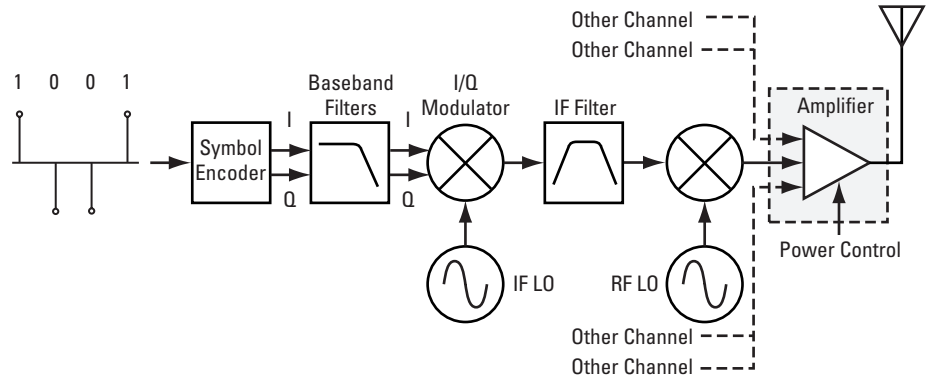 Other Channel
Other Channel
1 0 0 1
Baseband
Filters
I/Q
Modulator
IF Filter
Amplifier
I
I
Symbol
Encoder
Q
Q
Power Control
IF LO
RF LO
Other Channel
Other Channel